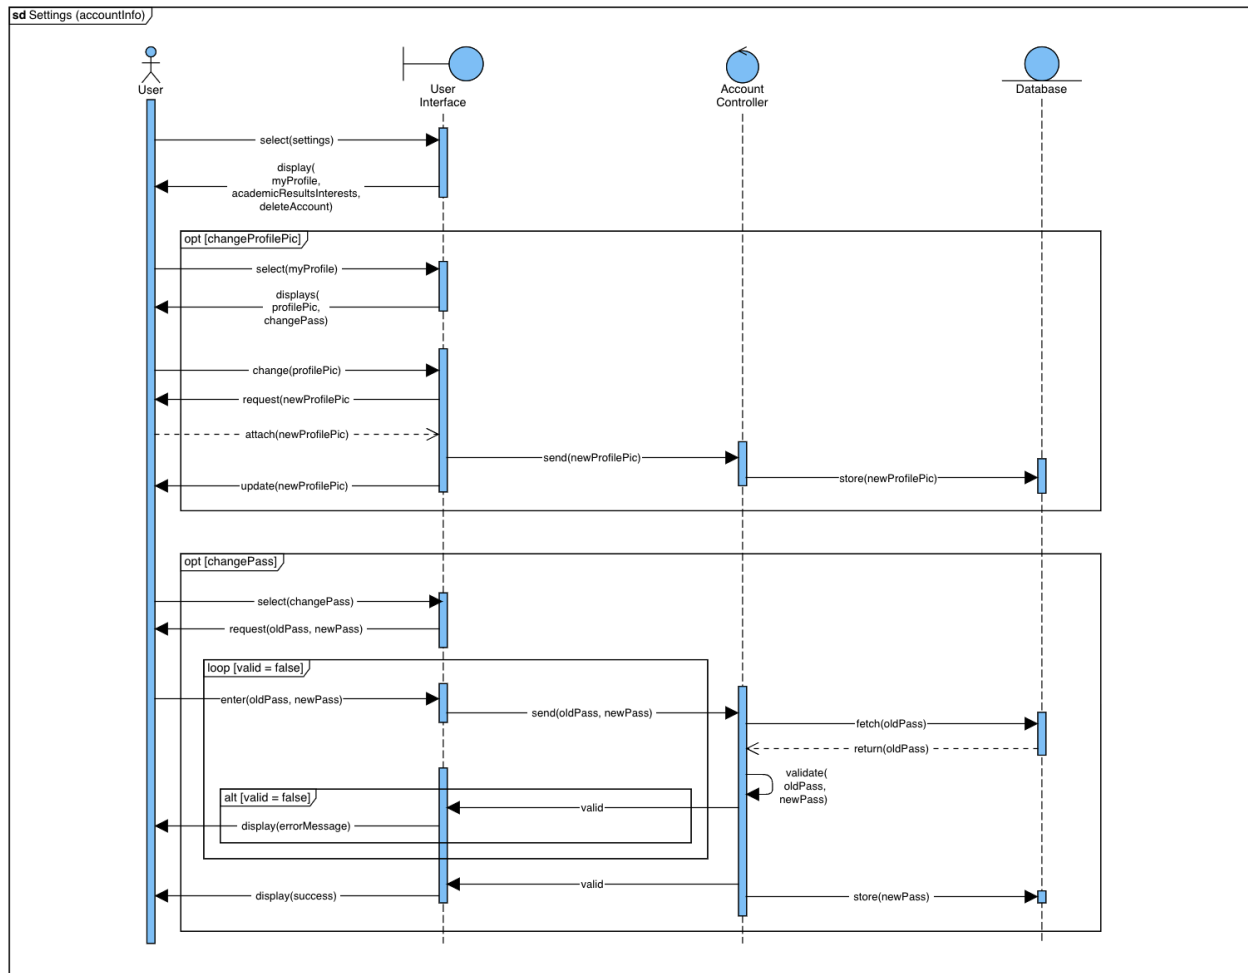 sd Settings (accountInfo)
User
User
Interface
Account
Controller
Database
select(settings)
display(
myProfile,
academicResultsInterests,
deleteAccount)
opt [changeProfilePic]
select(myProfile)
displays(
profilePic,
changePass)
change(profilePic)
request(newProfilePic
attach(newProfilePic)
send(newProfilePic)
store(newProfilePic)
update(newProfilePic)
opt [changePass]
select(changePass)
request(oldPass, newPass)
loop [valid = false]
enter(oldPass, newPass)
send(oldPass, newPass)
fetch(oldPass)
return(oldPass)
validate(
oldPass,
newPass)
alt [valid = false]
valid
display(errorMessage)
valid
display(success)
store(newPass)